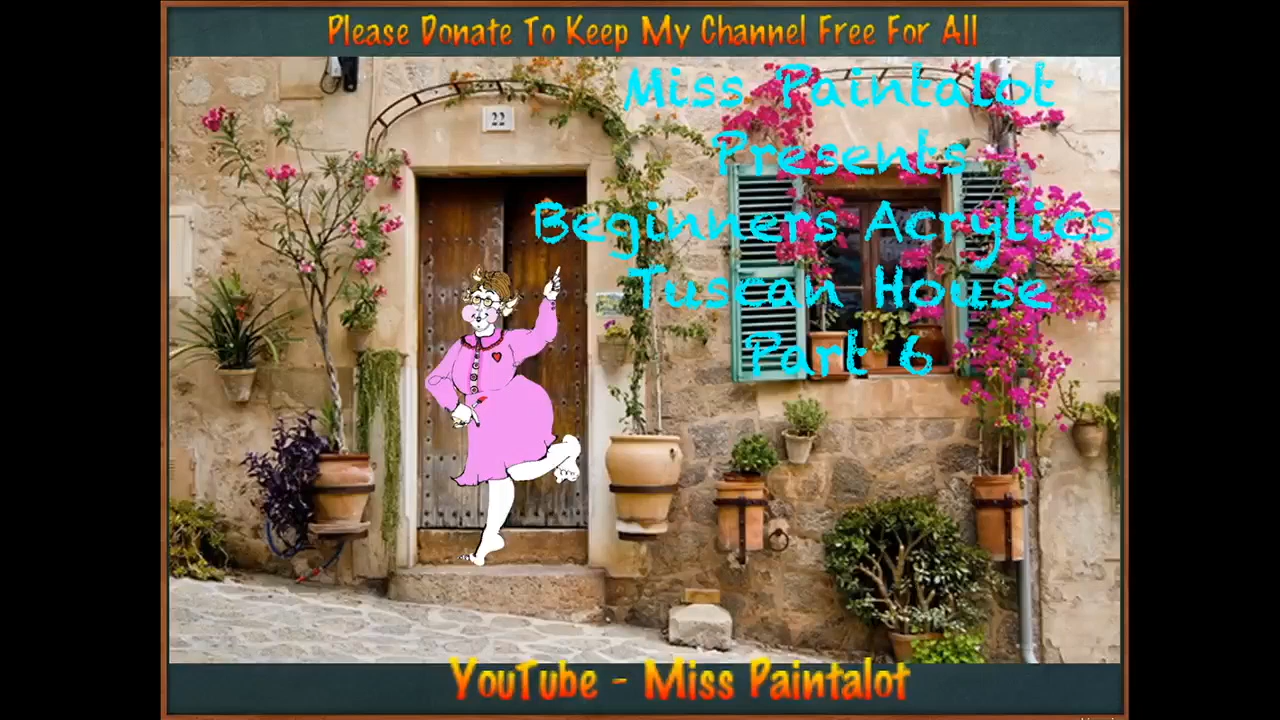 Please Donate To Keep My Channel Free For All
Miss Paintalot
Presents
22
Beginners Acrylics
Tuscan House
Part 6
YouTube - Miss Paintalot